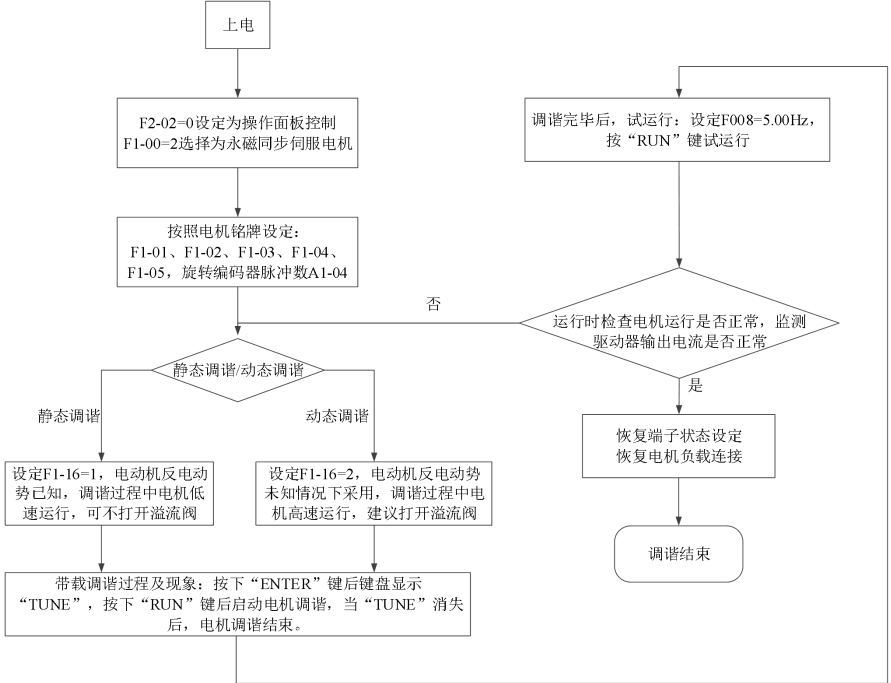 上电
F2-02=0设定为操作面板控制
F1-00=2选择为永磁同步伺服电机
按照电机铭牌设定：
F1-01、F1-02、F1-03、F1-04、
F1-05，旋转编码器脉冲数A1-04
静态调谐/动态调谐
静态调谐
动态调谐
设定F1-16=1，电动机反电动
势已知，调谐过程中电机低
速运行，可不打开溢流阀
设定F1-16=2，电动机反电动势
未知情况下采用，调谐过程中电
机高速运行，建议打开溢流阀
带载调谐过程及现象：按下“ENTER”键后键盘显示
“TUNE”，按下“RUN”键后启动电机调谐，当“TUNE”消失
后，电机调谐结束。
调谐完毕后，试运行：设定F008=5.00Hz，
按“RUN”键试运行
运行时检查电机运行是否正常，监测
驱动器输出电流是否正常
否
是
恢复端子状态设定
恢复电机负载连接
调谐结束